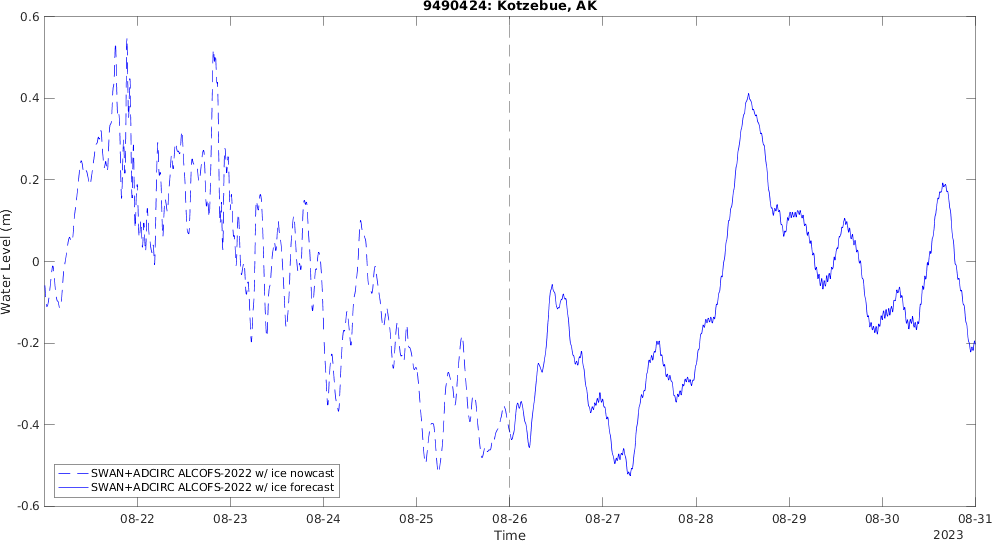 9490424: Kotzebue, AK
0.6
0.4
0.2
0
-0.2
-0.4
-0.6
Water Level (m)
SWAN+ADCIRC ALCOFS-2022 w/ ice nowcast
SWAN+ADCIRC ALCOFS-2022 w/ ice forecast
08-22 08-23 08-24 08-25 08-26 08-27 08-28 08-29 08-30 08-31
Time
2023